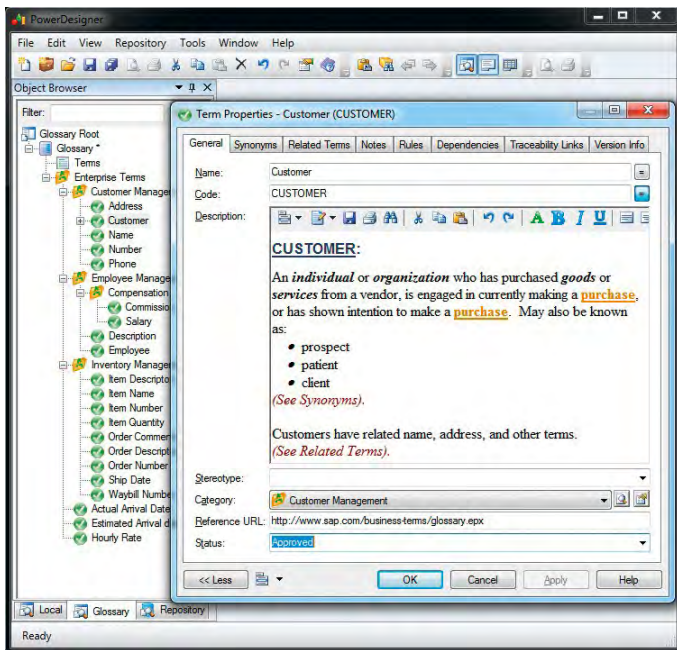 PowerDesigner
File Edit View Repository Tools Window Help
Object Browser
Filter:
Glossary Root
Glossary *
Terms
Enterprise Terms
Customer Manage
Address
Customer
Name
Number
Phone
Employee Manage
Compensation
Commissio
Salary
Description
Employee
Inventory Manage
Item Descripto
Item Name
Item Number
Item Quantity
Order Commen
Order Descript
Order Number
Ship Date
Waybill Numbe
Actual Arrival Date
Estimated Arrival d
Hourly Rate
Local Glossary Repository
Ready
Term Properties - Customer (CUSTOMER)
General Synonyms Related Terms Notes Rules Dependencies Traceability Links Version Info
Name: Customer
Code: CUSTOMER
Description:
A B I U
CUSTOMER:
An individual or organization who has purchased goods or
services from a vendor, is engaged in currently making a purchase,
or has shown intention to make a purchase. May also be known
as:
• prospect
• patient
• client
(See Synonyms).
Customers have related name, address, and other terms.
(See Related Terms).
Stereotype:
Category: Customer Management
Reference URL: http://www.sap.com/business-terms/glossary.epx
Status: Approved
<< Less OK Cancel Apply Help